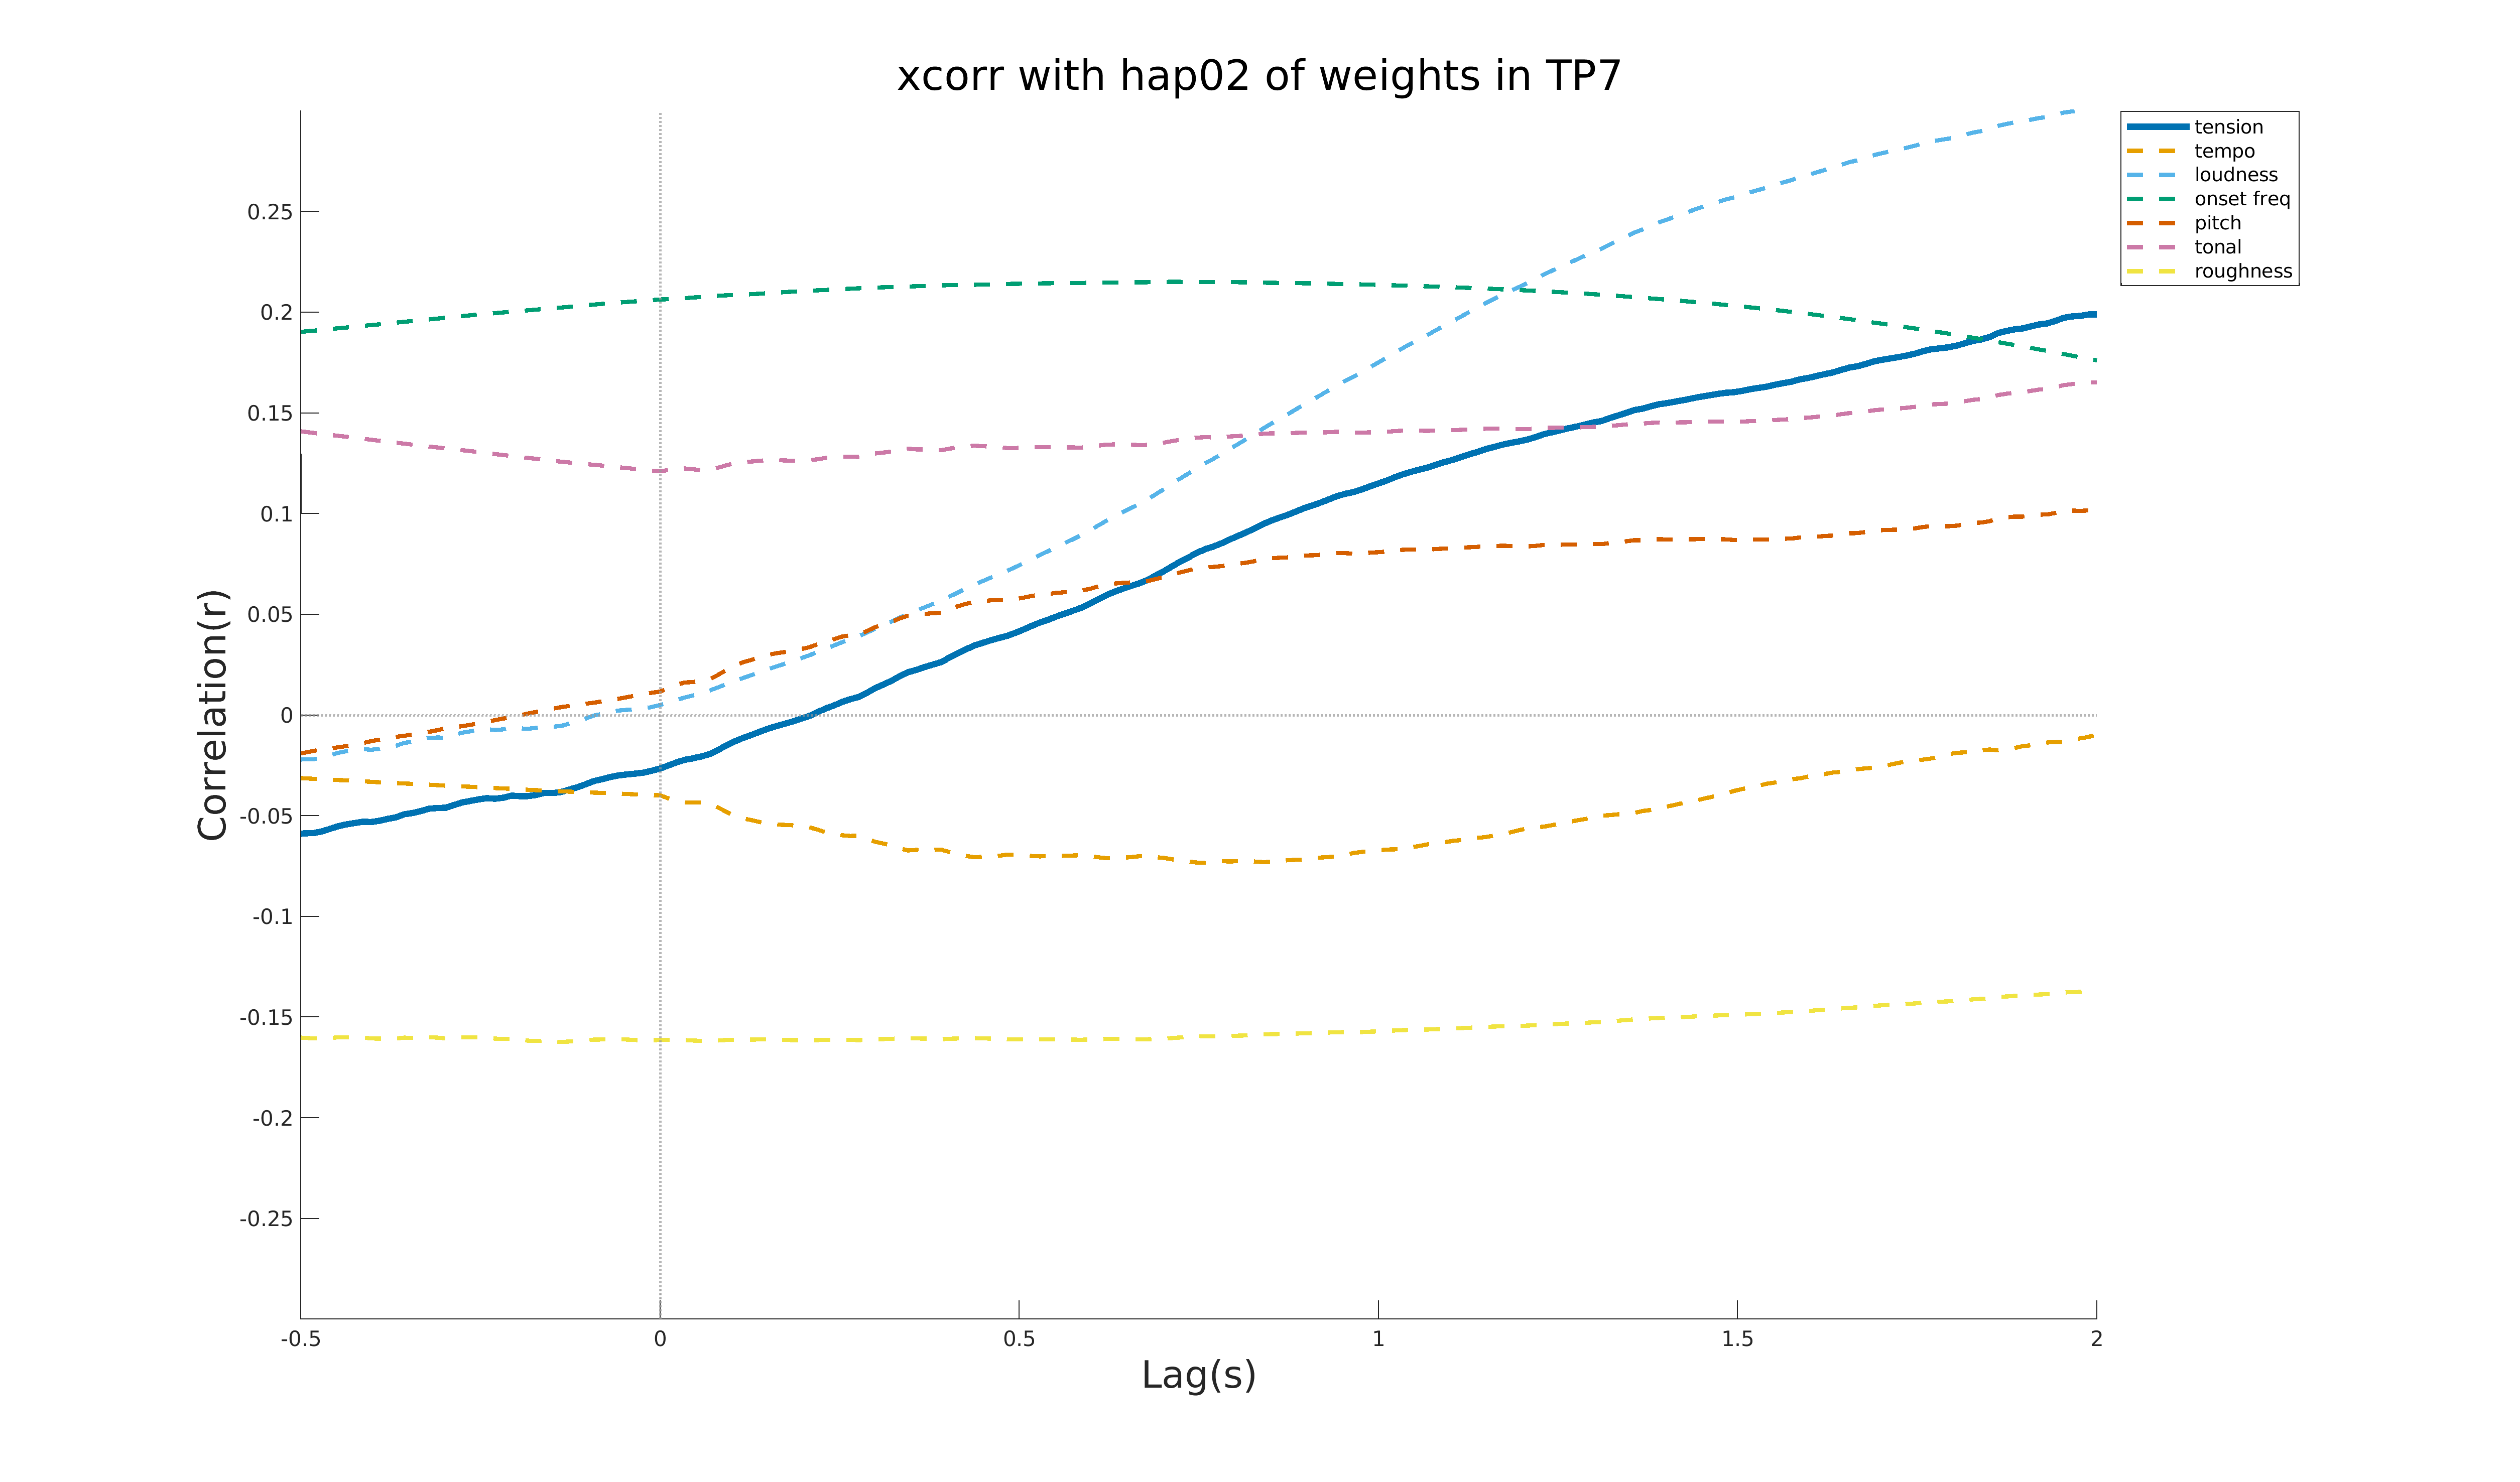 xcorr with hap02 of weights in TP7
tension
tempo
loudness
onset freq
pitch
tonal
roughness
0.25
0.2
0.15
0.1
0.05
0
-0.05
-0.1
-0.15
-0.2
-0.25
Correlation(r)
-0.5
0
0.5
1
1.5
2
Lag(s)